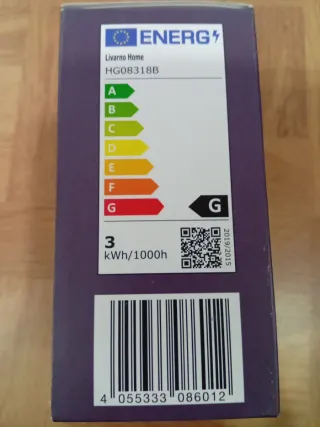 ENERG
Livarno Home
HG08318B
A
B
C
D
E
F
G
G
3
kWh/1000h
2019/2015
4 055333 086012